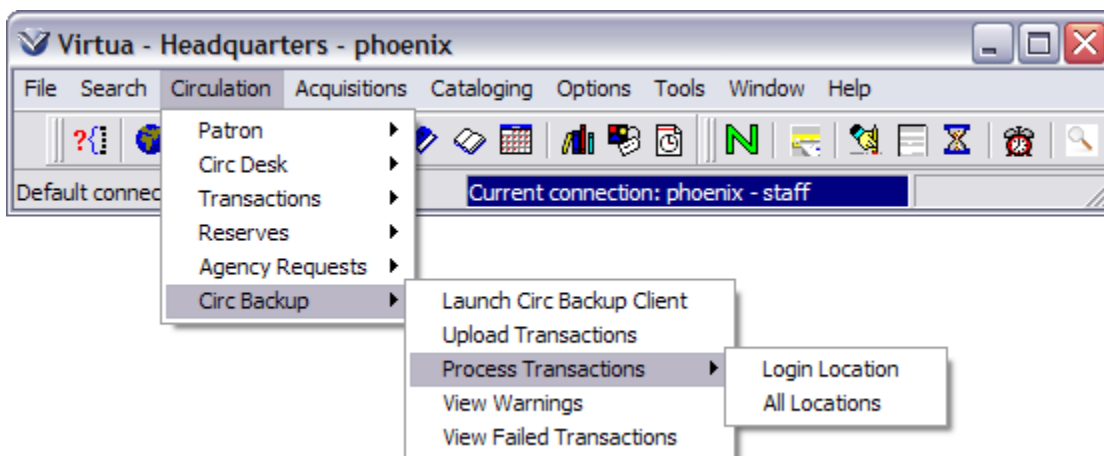 Virtua - Headquarters - phoenix
File Search Circulation Acquisitions Cataloging Options Tools Window Help
Patron
Circ Desk
Default connec
Current connection: phoenix - staff
Transactions
Reserves
Agency Requests
Circ Backup
Launch Circ Backup Client
Upload Transactions
Process Transactions
Login Location
All Locations
View Warnings
View Failed Transactions